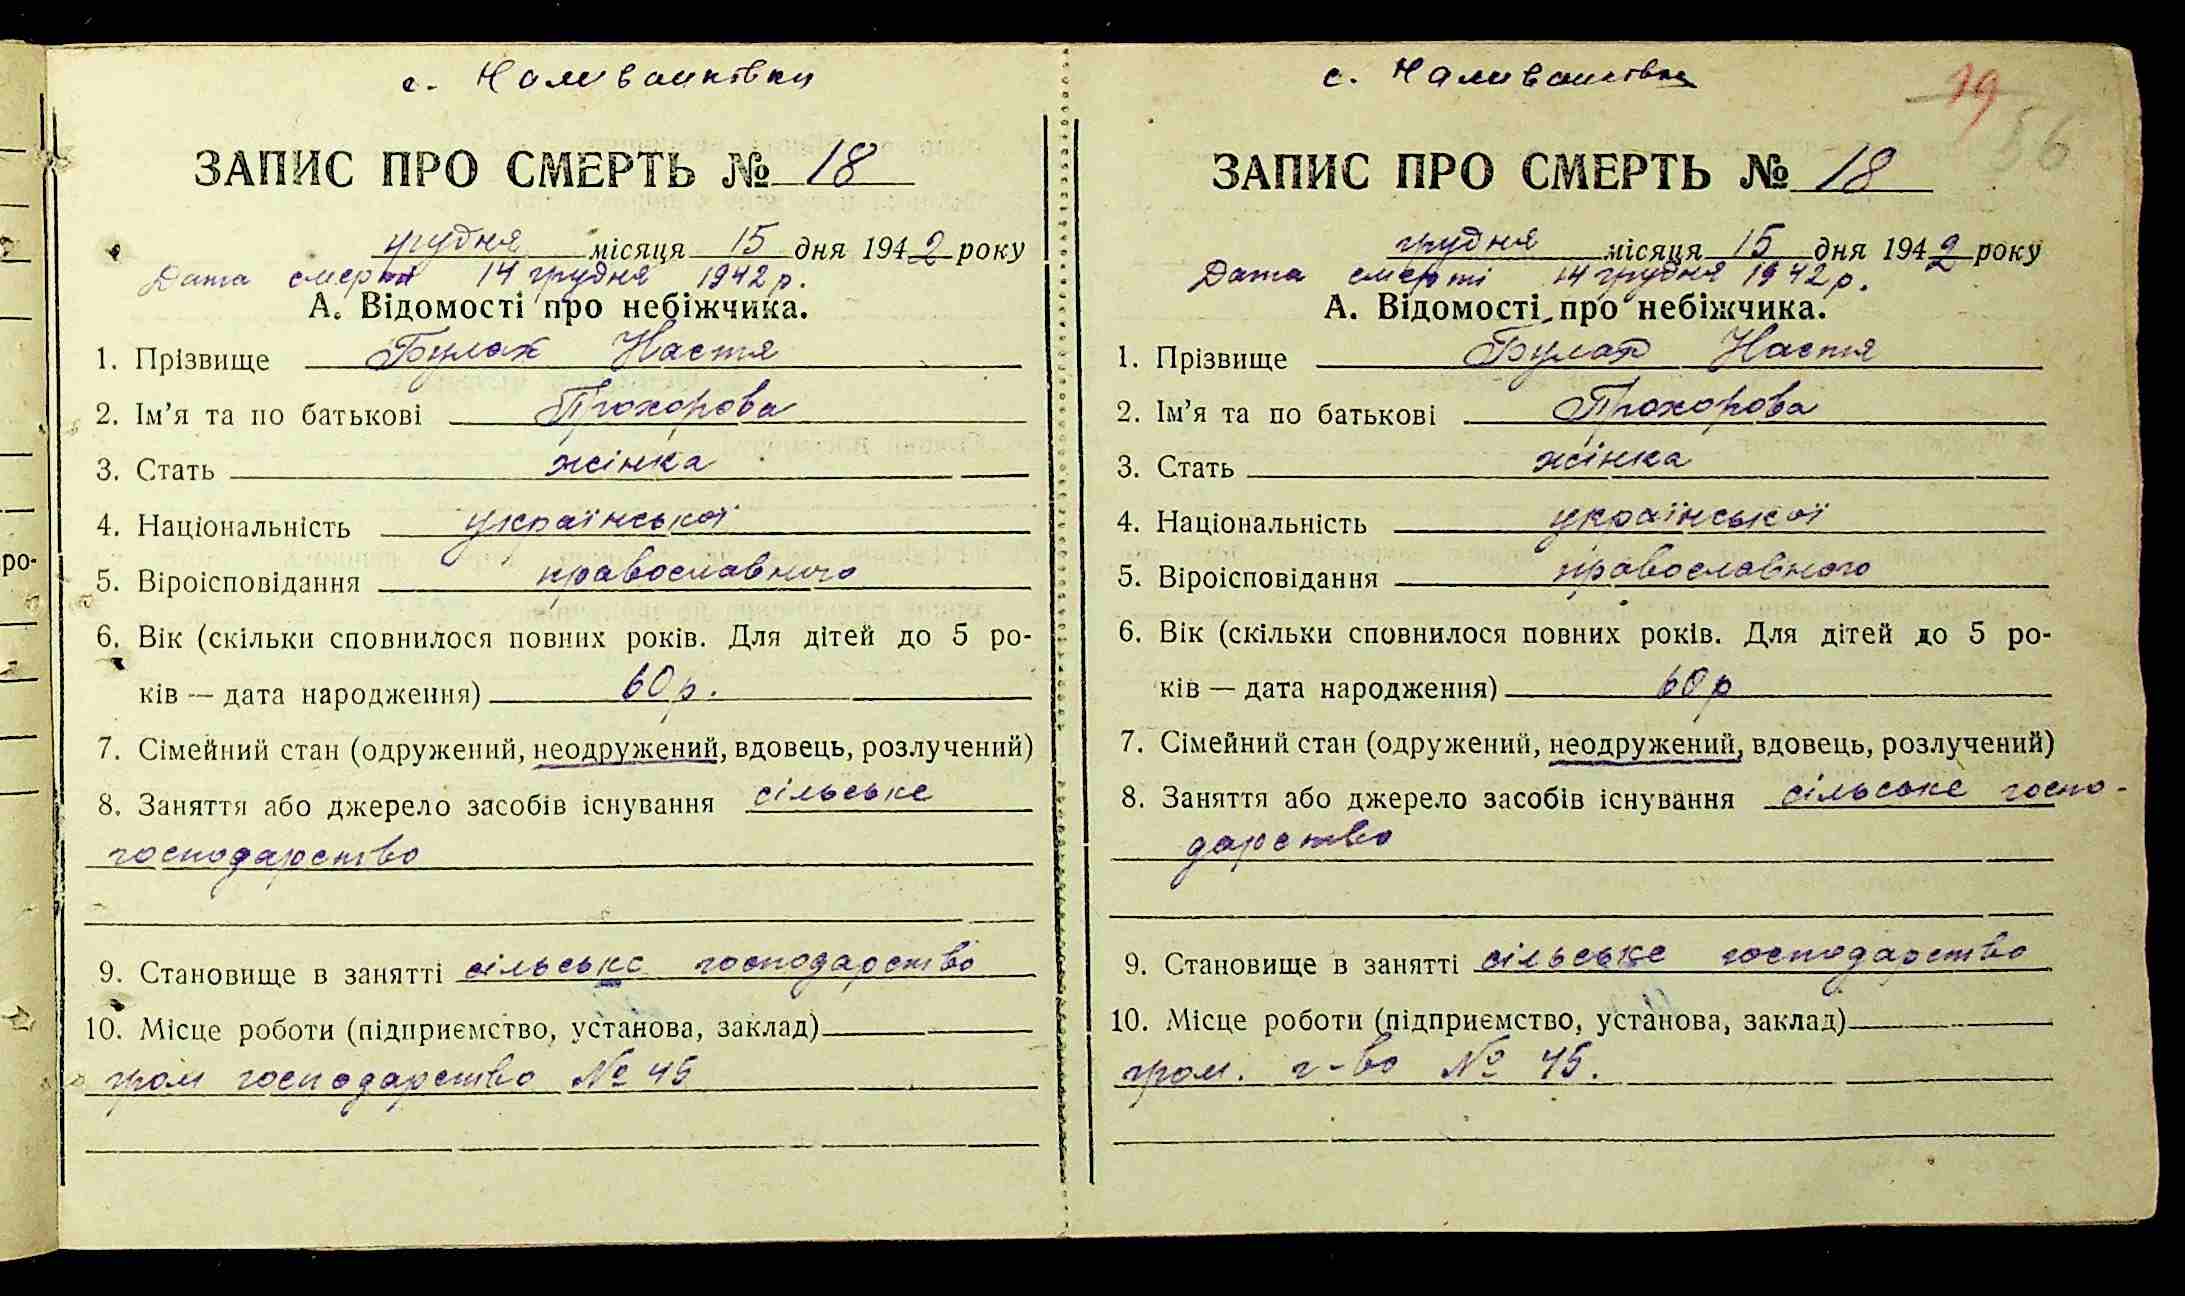 с. Наливайківка
ЗАПИС ПРО СМЕРТЬ № 18
грудня місяця 15 дня 1942 року
Дата смерті 14 грудня 1942 р.
А. Відомості про небіжчика.
1. Прізвище Булах Настя
2. Ім’я та по батькові Прохорова
3. Стать жінка
4. Національність української
5. Віроісповідання православного
6. Вік (скільки сповнилося повних років. Для дітей до 5 ро-
ків — дата народження) 60 р.
7. Сімейний стан (одружений, неодружений, вдовець, розлучений)
8. Заняття або джерело засобів існування сільське
господарство
9. Становище в занятті сільське господарство
10. Місце роботи (підприємство, установа, заклад)
гром господарство № 45
с. Наливайківка
19
56
ЗАПИС ПРО СМЕРТЬ № 18
грудня місяця 15 дня 1942 року
Дата смерті 14 грудня 1942 р.
А. Відомості про небіжчика.
1. Прізвище Булах Настя
2. Ім’я та по батькові Прохорова
3. Стать жінка
4. Національність української
5. Віроісповідання православного
6. Вік (скільки сповнилося повних років. Для дітей до 5 ро-
ків — дата народження) 60 р
7. Сімейний стан (одружений, неодружений, вдовець, розлучений)
8. Заняття або джерело засобів існування сільське госпо-
дарство
9. Становище в занятті сільське господарство
10. Місце роботи (підприємство, установа, заклад)
гром. г-во № 45.
ро-